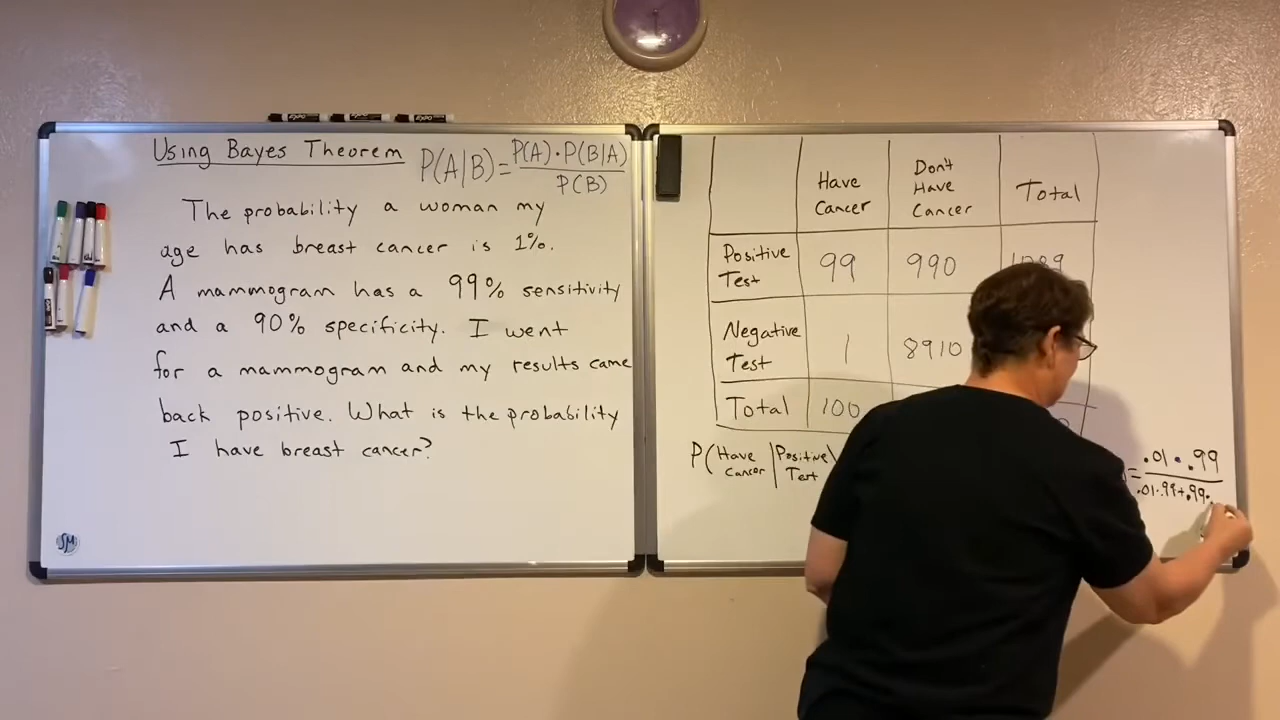 Using Bayes Theorem P(A|B)=P(A)·P(B|A)
P(B)
The probability a woman my
age has breast cancer is 1%.
A mammogram has a 99% sensitivity
and a 90% specificity. I went
for a mammogram and my results came
back positive. What is the probability
I have breast cancer?
SM
Have Cancer
Don't Have Cancer
Total
Positive Test 99 990
Negative Test 1 8910
Total 100
P(Have Cancer|Positive Test
= .01 · .99
.01·.99+.99·.
EXPO
EXPO